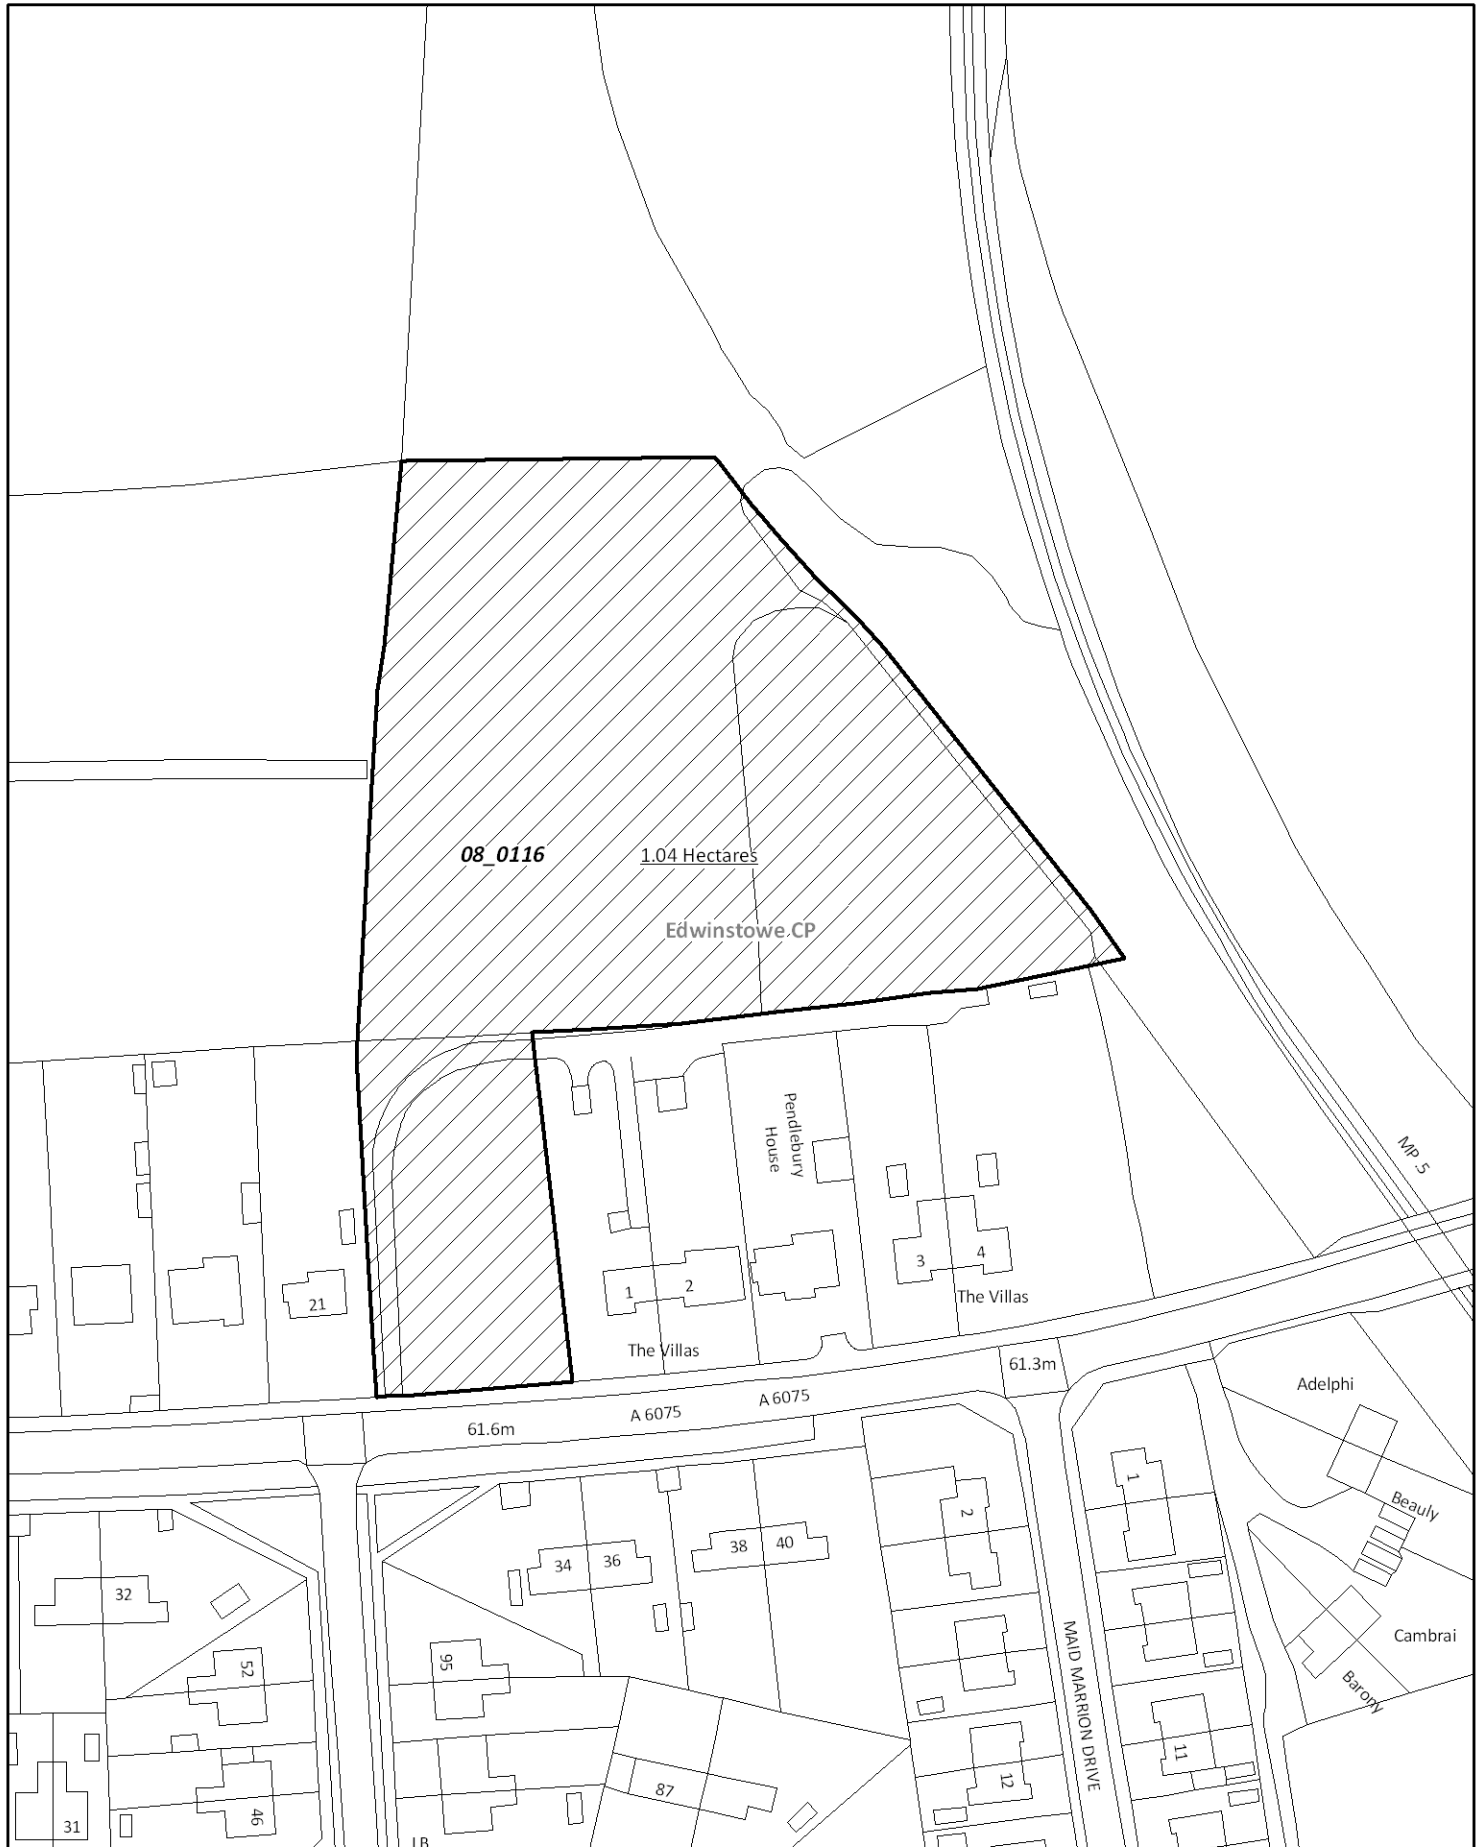 08_0116
1.04 Hectares
Edwinstowe CP
Pendlebury
House
MP .5
21
1
2
3
4
The Villas
The Villas
61.3m
A 6075
A 6075
61.6m
Adelphi
Beauly
Cambrai
Barony
1
2
34
36
38
40
32
52
95
MAID MARRION DRIVE
11
12
87
46
31
LB